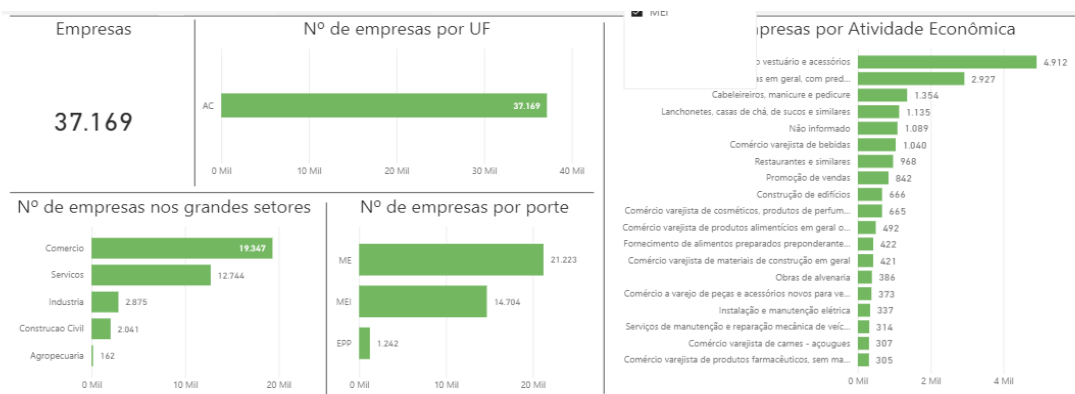 MEI
Empresas
37.169
Nº de empresas por UF
AC
37.169
0 Mil 10 Mil 20 Mil 30 Mil 40 Mil
presas por Atividade Econômica
o vestuário e acessórios 4.912
as em geral, com pred... 2.927
Cabeleireiros, manicure e pedicure 1.354
Lanchonetes, casas de chá, de sucos e similares 1.135
Não informado 1.089
Comércio varejista de bebidas 1.040
Restaurantes e similares 968
Promoção de vendas 842
Construção de edifícios 666
Comércio varejista de cosméticos, produtos de perfum... 665
Comércio varejista de produtos alimentícios em geral o... 492
Fornecimento de alimentos preparados preponderante... 422
Comércio varejista de materiais de construção em geral 421
Obras de alvenaria 386
Comércio a varejo de peças e acessórios novos para ve... 373
Instalação e manutenção elétrica 337
Serviços de manutenção e reparação mecânica de veíc... 314
Comércio varejista de carnes - açougues 307
Comércio varejista de produtos farmacêuticos, sem ma... 305
0 Mil 2 Mil 4 Mil
Nº de empresas nos grandes setores
Comercio 19.347
Servicos 12.744
Industria 2.875
Construcao Civil 2.041
Agropecuaria 162
0 Mil 10 Mil 20 Mil
Nº de empresas por porte
ME 21.223
MEI 14.704
EPP 1.242
0 Mil 10 Mil 20 Mil